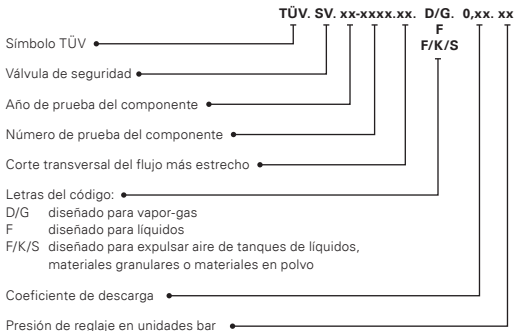 TÜV. SV. xx-xxxx.xx. D/G. 0,xx. xx
F
F/K/S
Símbolo TÜV
Válvula de seguridad
Año de prueba del componente
Número de prueba del componente
Corte transversal del flujo más estrecho
Letras del código:
D/G diseñado para vapor-gas
F diseñado para líquidos
F/K/S diseñado para expulsar aire de tanques de líquidos,
materiales granulares o materiales en polvo
Coeficiente de descarga
Presión de reglaje en unidades bar